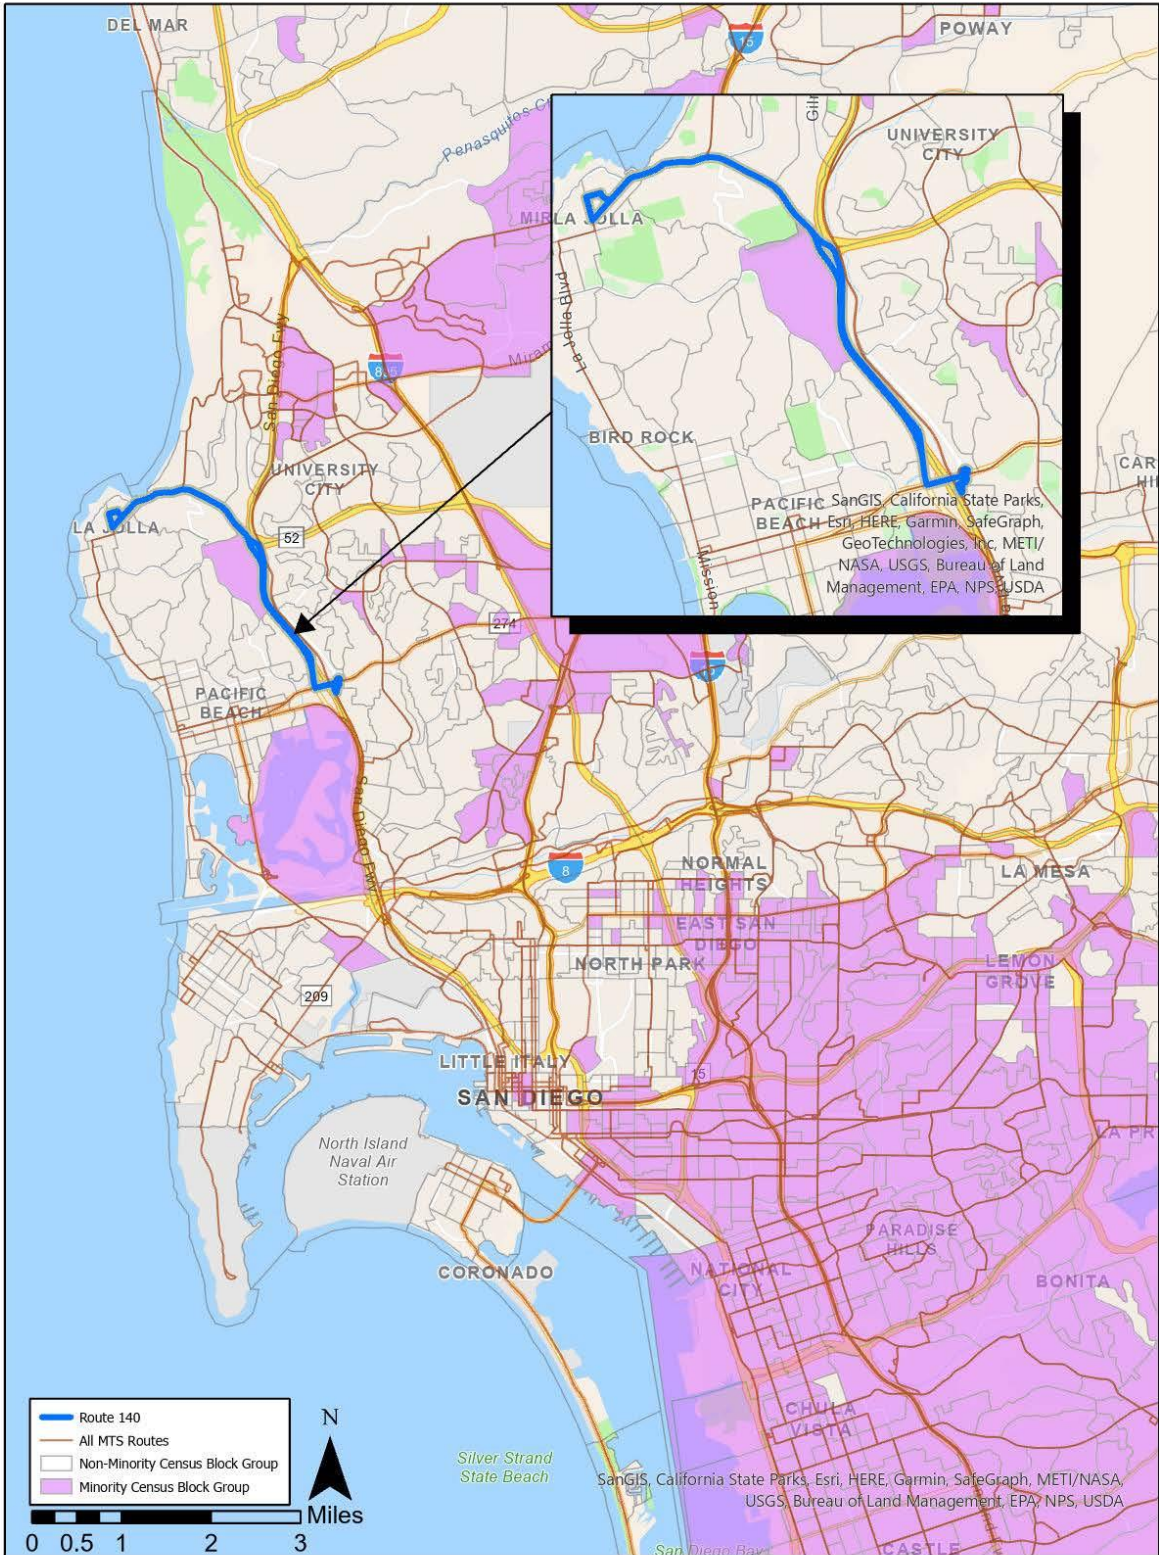 DEL MAR
15
POWAY
Penasquitos C
UNIVERSITY
CITY
MIR
LA JOLLA
La Jolla Blvd
BIRD ROCK
PACIFIC
BEACH
Mission
SanGIS, California State Parks,
Esri, HERE, Garmin, SafeGraph,
GeoTechnologies, Inc, METI/
NASA, USGS, Bureau of Land
Management, EPA, NPS, USDA
San Diego Fwy
Miram
UNIVERSITY
CITY
CAR
LA JOLLA
52
274
PACIFIC
BEACH
San Diego Fwy
8
NORMAL
HEIGHTS
LA MESA
EAST SAN
DIEGO
NORTH PARK
LEMON
GROVE
209
LITTLE ITALY
15
SAN DIEGO
North Island
Naval Air
Station
LA PR
PARADISE
HILLS
CORONADO
NATIONAL
CITY
BONITA
CHULA
VISTA
Route 140
All MTS Routes
Non-Minority Census Block Group
Minority Census Block Group
N
Miles
0 0.5 1 2 3
Silver Strand
State Beach
SanGIS, California State Parks, Esri, HERE, Garmin, SafeGraph, METI/NASA,
USGS, Bureau of Land Management, EPA, NPS, USDA
San Diego Bay
CASTLE